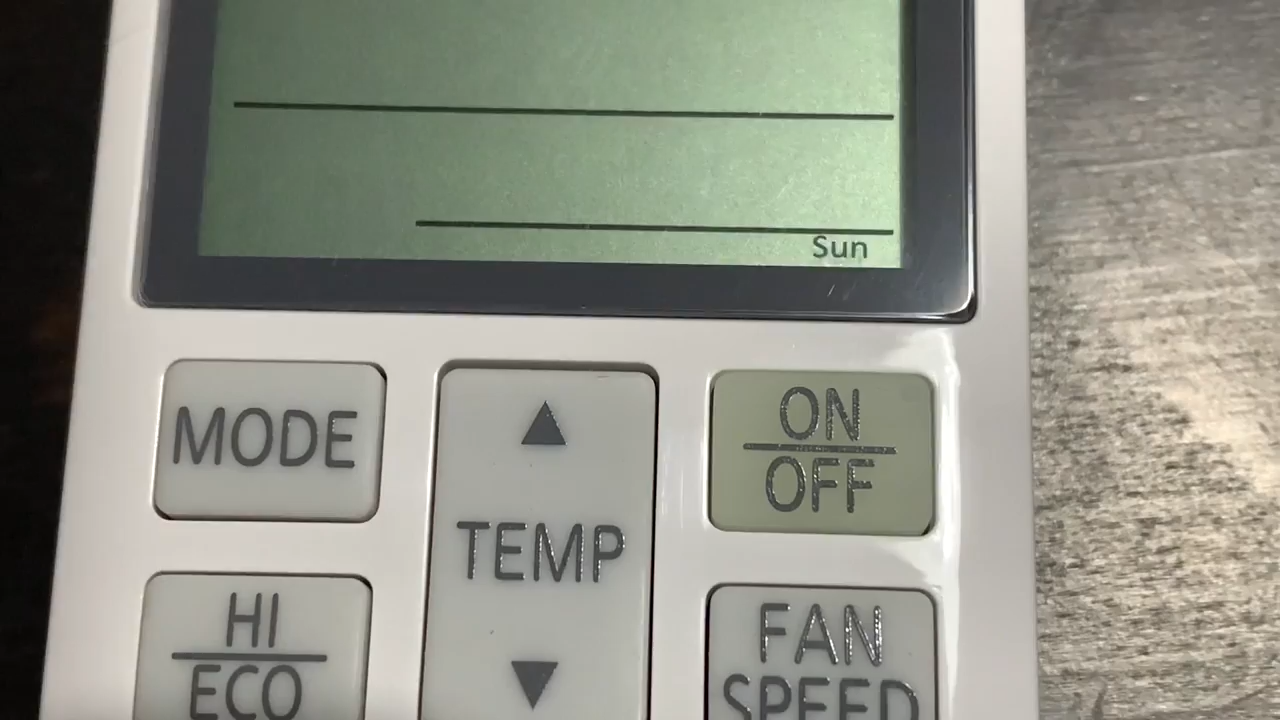 Sun
MODE
▲
TEMP
▼
ON
OFF
HI
ECO
FAN
SPEED